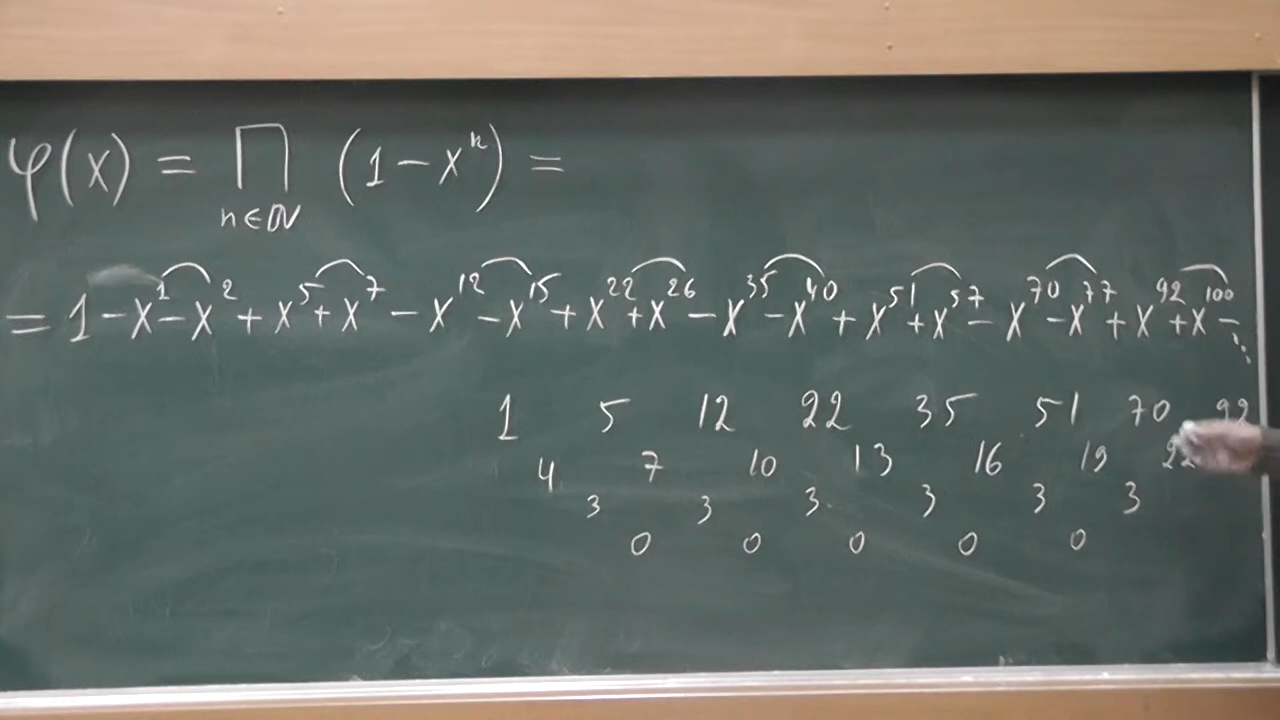 φ(x) = ∏ (1 − x^n) =
n∈ℕ
= 1 − x^1 − x^2 + x^5 + x^7 − x^12 − x^15 + x^22 + x^26 − x^35 − x^40 + x^51 + x^57 − x^70 − x^77 + x^92 + x^100 − ...
1 5 12 22 35 51 70 92
4 7 10 13 16 19 22
3 3 3 3 3 3
0 0 0 0 0